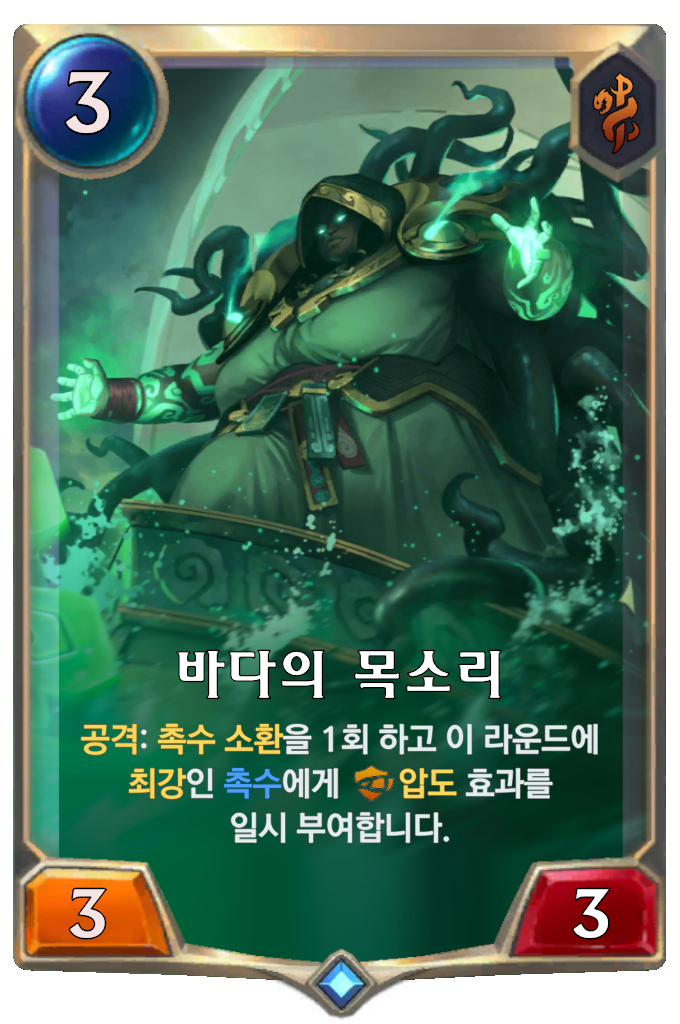 3
바다의 목소리
공격: 촉수 소환을 1회 하고 이 라운드에
최강인 촉수에게 압도 효과를
일시 부여합니다.
3
3